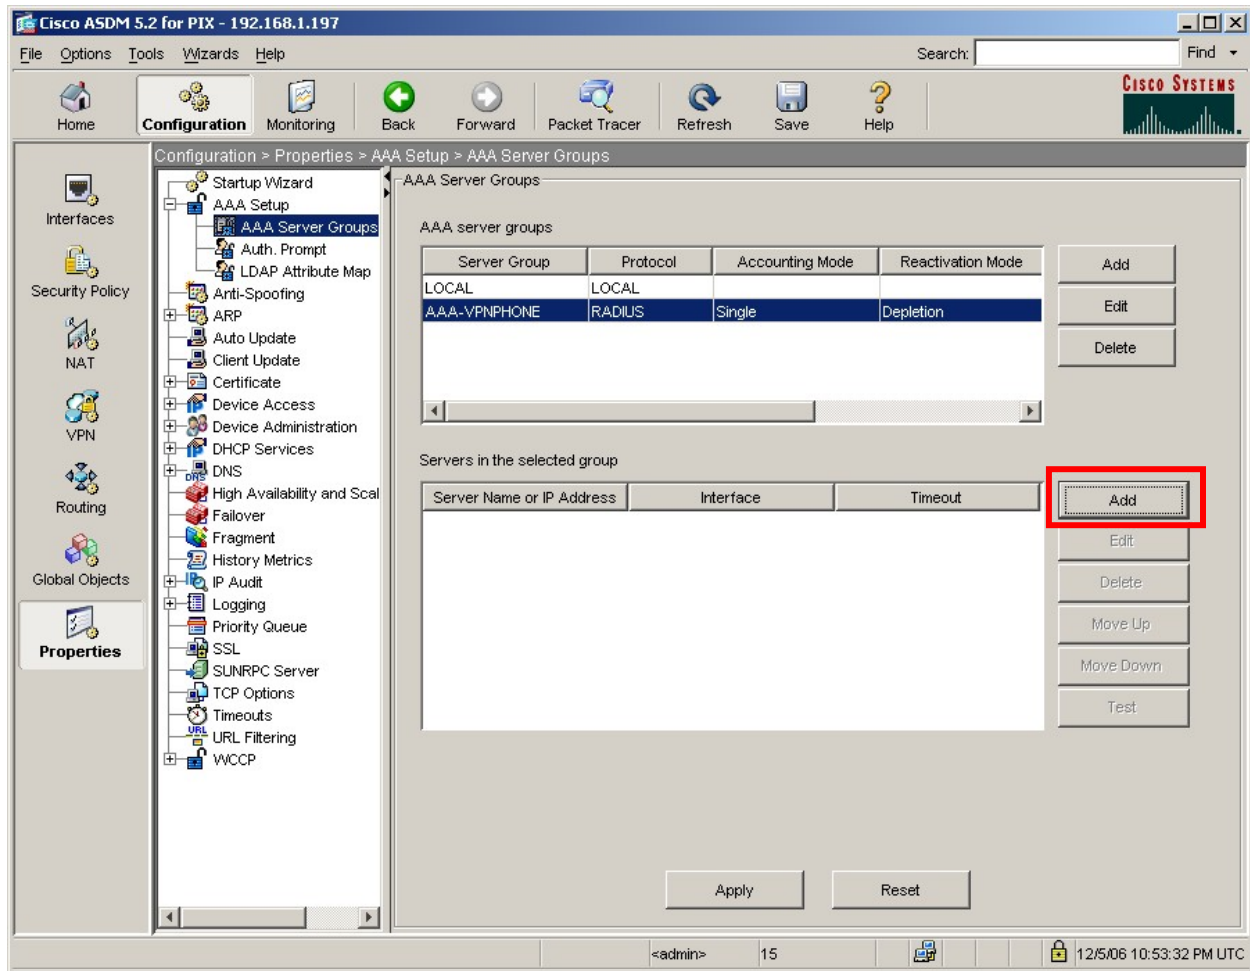 Cisco ASDM 5.2 for PIX - 192.168.1.197
File Options Tools Wizards Help Search: Find
Home Configuration Monitoring Back Forward Packet Tracer Refresh Save Help
CISCO SYSTEMS
Configuration > Properties > AAA Setup > AAA Server Groups
Interfaces
Security Policy
NAT
VPN
Routing
Global Objects
Properties
Startup Wizard
AAA Setup
AAA Server Groups
Auth. Prompt
LDAP Attribute Map
Anti-Spoofing
ARP
Auto Update
Client Update
Certificate
Device Access
Device Administration
DHCP Services
DNS
DNS
High Availability and Scal
Failover
Fragment
History Metrics
IP Audit
Logging
Priority Queue
SSL
SUNRPC Server
TCP Options
Timeouts
URL
URL Filtering
WCCP
AAA Server Groups
AAA server groups
Server Group Protocol Accounting Mode Reactivation Mode
LOCAL LOCAL
AAA-VPNPHONE RADIUS Single Depletion
Add
Edit
Delete
Servers in the selected group
Server Name or IP Address Interface Timeout
Add
Edit
Delete
Move Up
Move Down
Test
Apply Reset
<admin> 15 12/5/06 10:53:32 PM UTC